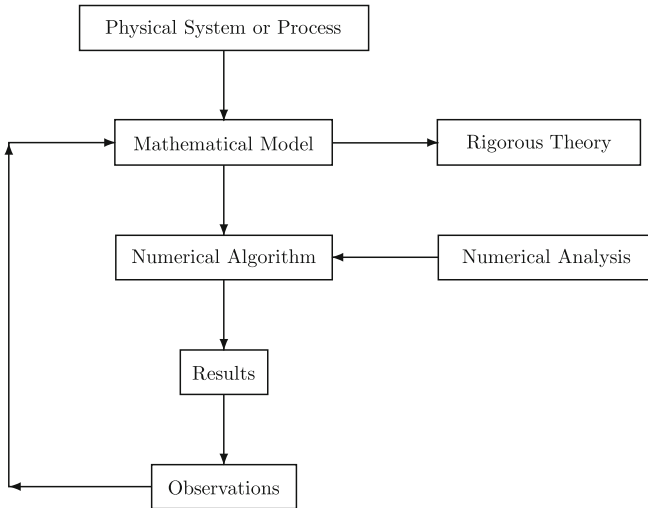 Physical System or Process
Mathematical Model
Rigorous Theory
Numerical Algorithm
Numerical Analysis
Results
Observations